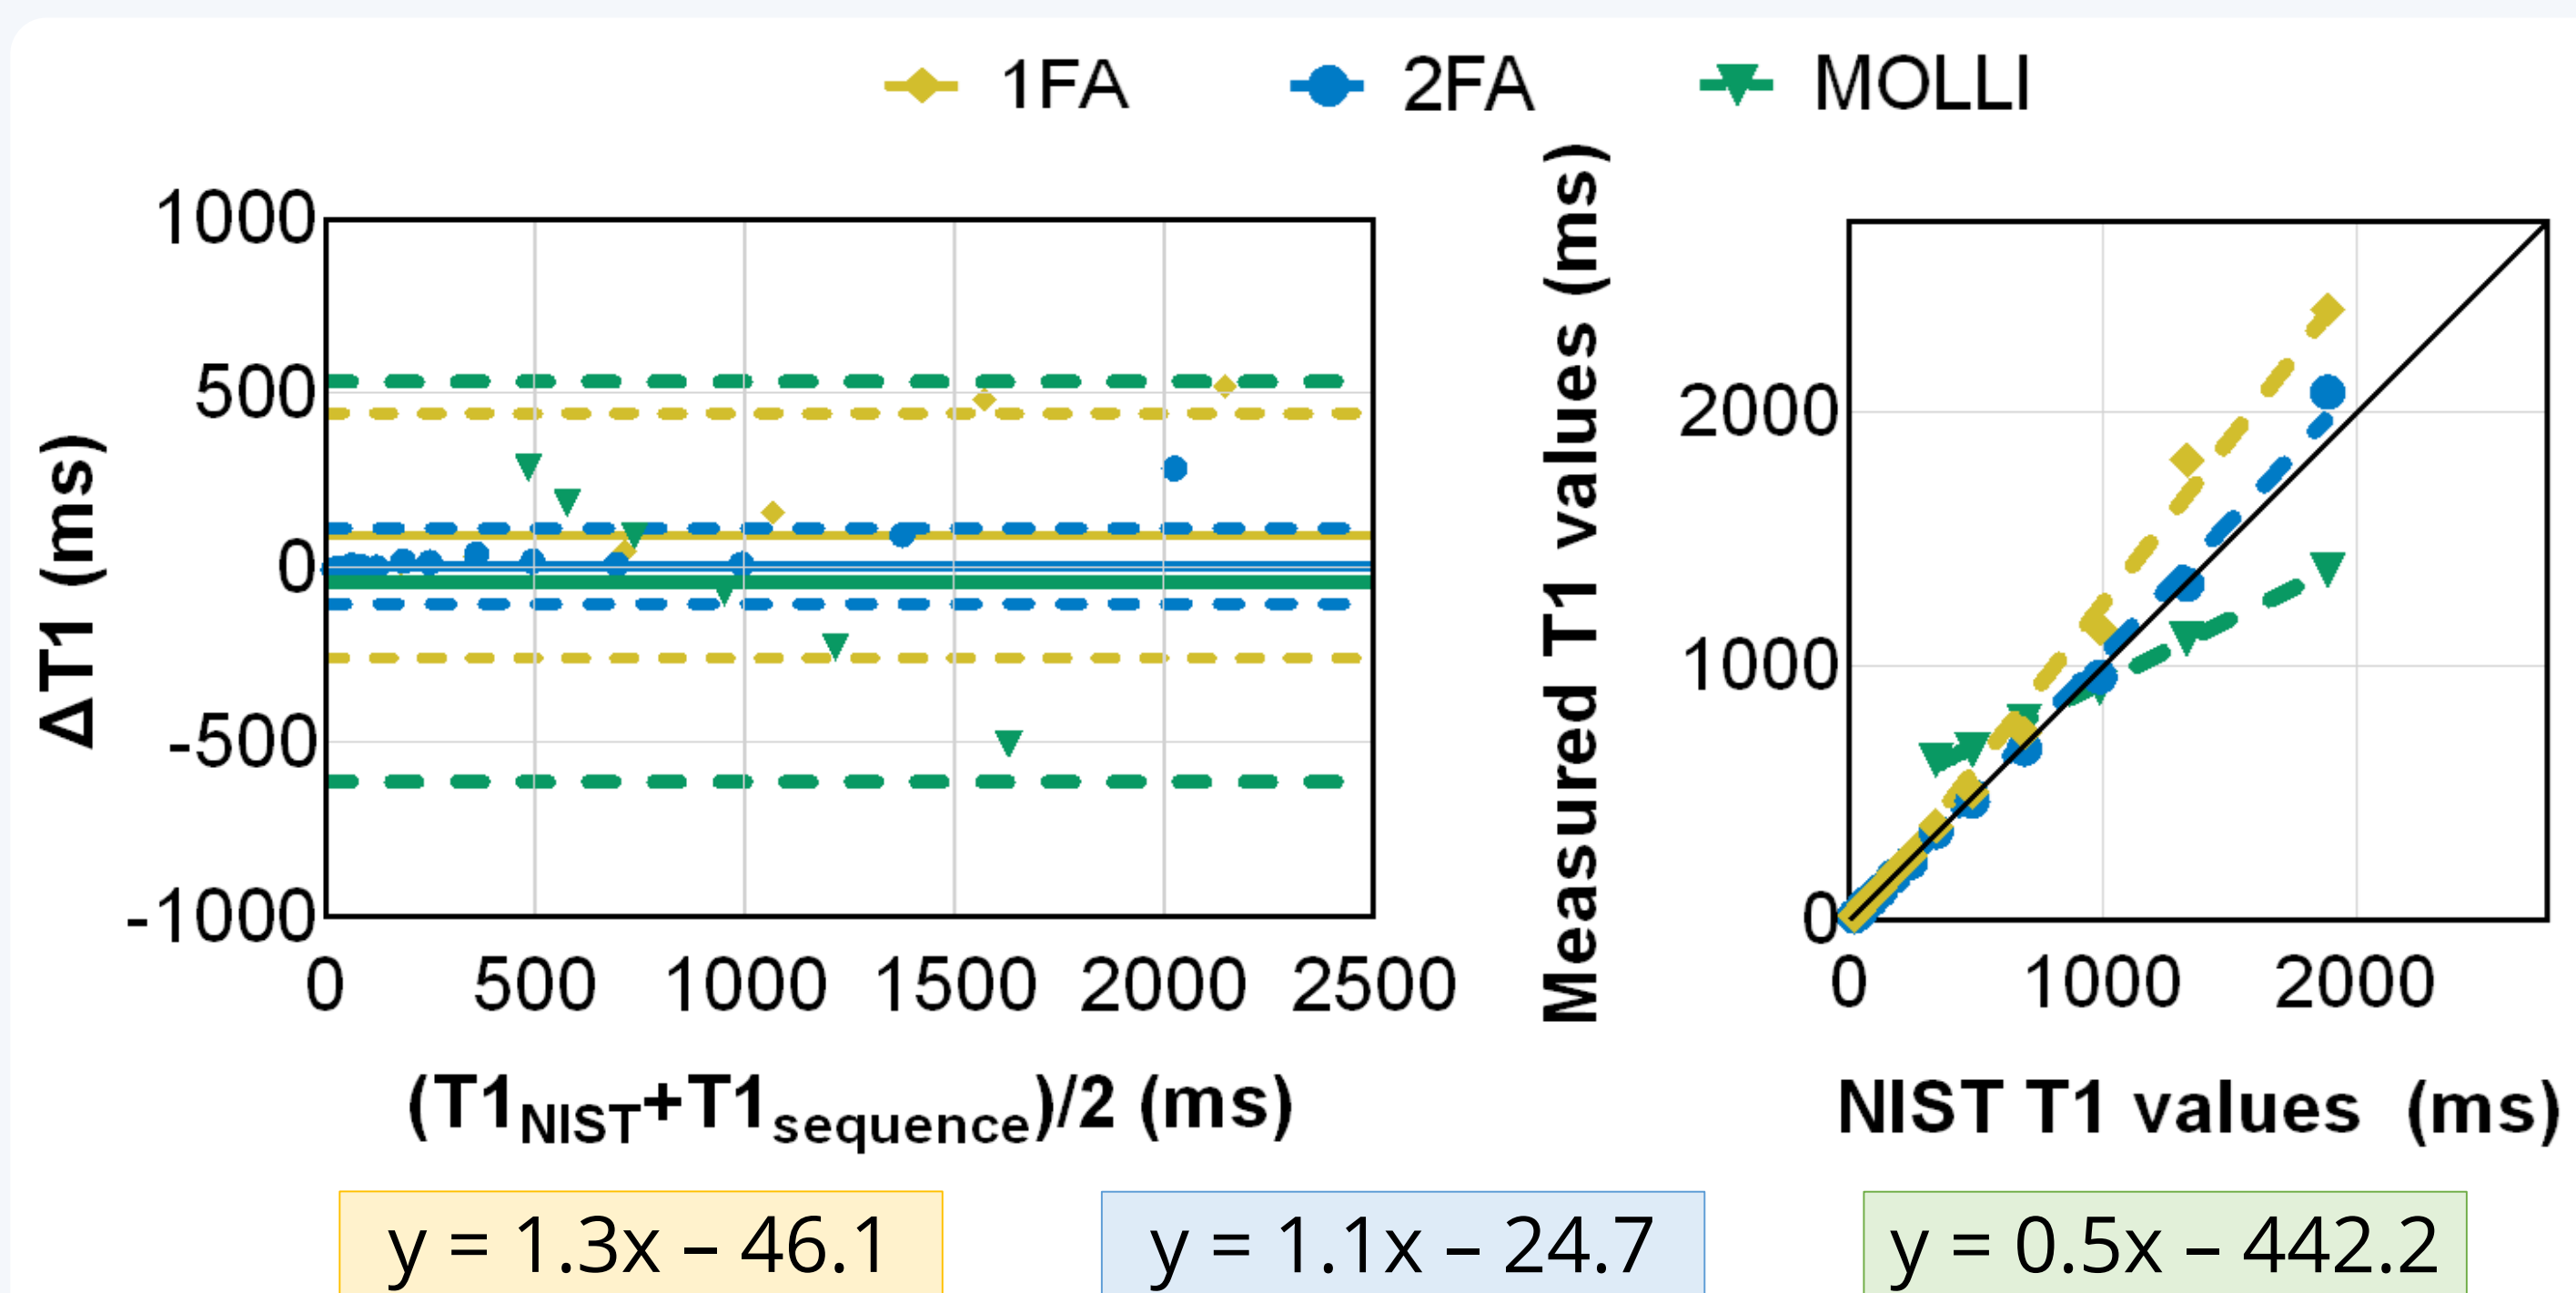 1FA 2FA MOLLI
ΔT1 (ms)
1000
500
0
-500
-1000
0 500 1000 1500 2000 2500
(T1NIST+T1sequence)/2 (ms)
Measured T1 values (ms)
2000
1000
0
0 1000 2000
NIST T1 values (ms)
y = 1.3x – 46.1
y = 1.1x – 24.7
y = 0.5x – 442.2